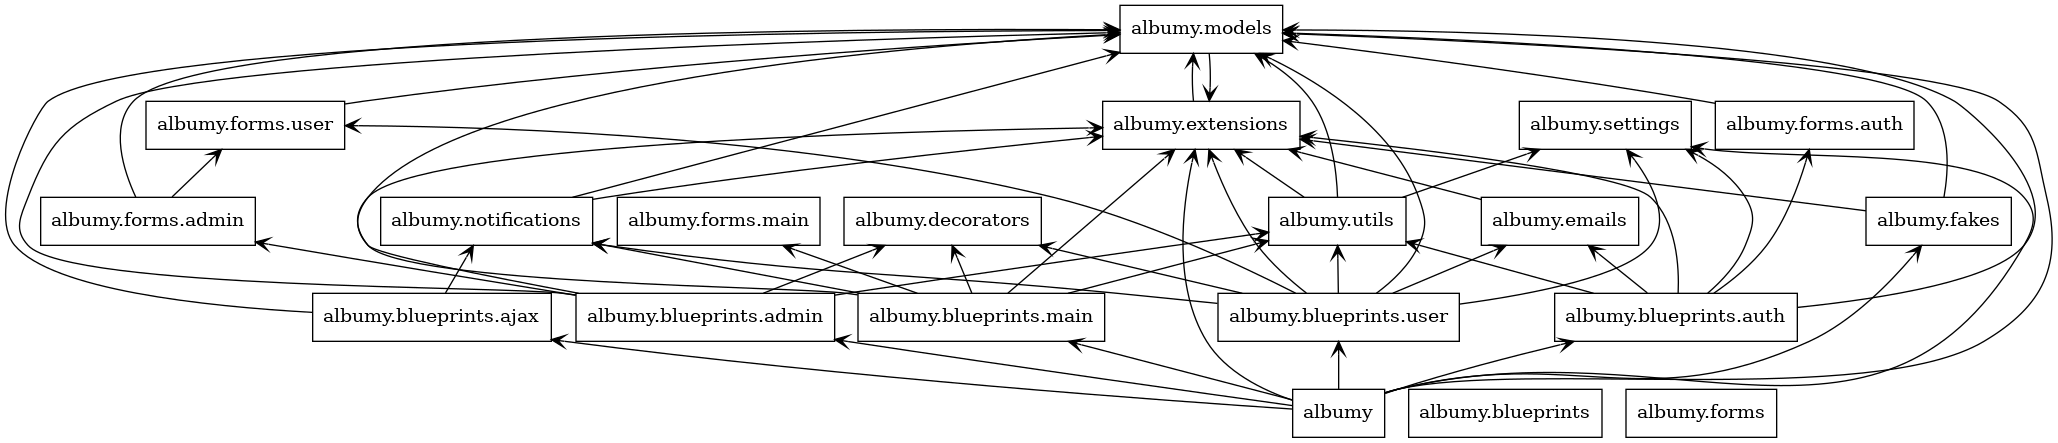 albumy.models
albumy.forms.user
albumy.extensions
albumy.settings
albumy.forms.auth
albumy.forms.admin
albumy.notifications
albumy.forms.main
albumy.decorators
albumy.utils
albumy.emails
albumy.fakes
albumy.blueprints.ajax
albumy.blueprints.admin
albumy.blueprints.main
albumy.blueprints.user
albumy.blueprints.auth
albumy
albumy.blueprints
albumy.forms